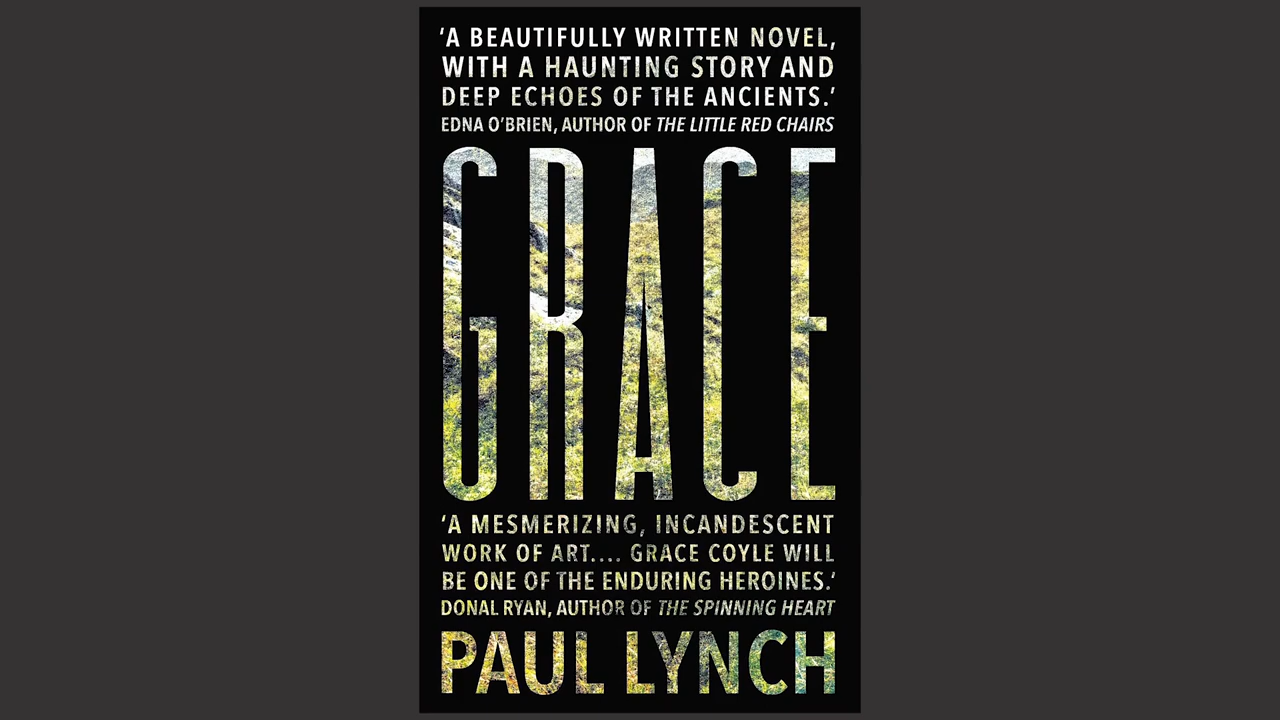 ‘A BEAUTIFULLY WRITTEN NOVEL,
WITH A HAUNTING STORY AND
DEEP ECHOES OF THE ANCIENTS.’
EDNA O’BRIEN, AUTHOR OF THE LITTLE RED CHAIRS
GRACE
‘A MESMERIZING, INCANDESCENT
WORK OF ART.... GRACE COYLE WILL
BE ONE OF THE ENDURING HEROINES.’
DONAL RYAN, AUTHOR OF THE SPINNING HEART
PAUL LYNCH